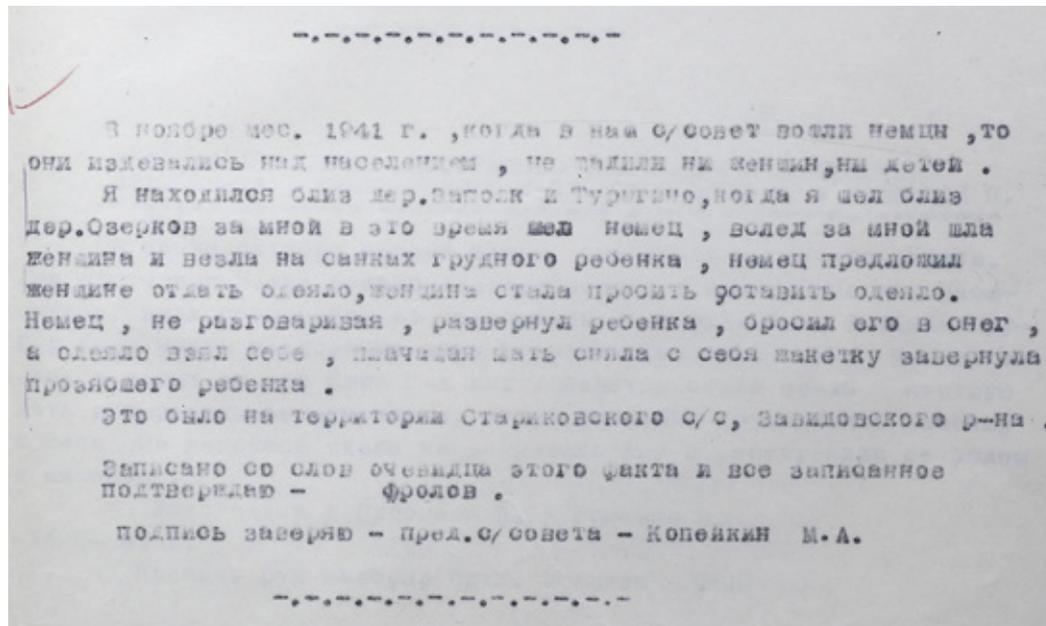 -.-.-.-.-.-.-.-.-.-.-
В ноябре мес. 1941 г. ,когда в наш с/совет вошли немцы ,то
они издевались над населением , не щадили ни женщин,ни детей .
Я находился близ дер.Заполк и Туригино,когда я шел близ
дер.Озерков за мной в это время шел немец , вслед за мной шла
женщина и везла на санках грудного ребенка , немец предложил
женщине отдать одеяло,женщина стала просить оставить одеяло.
Немец , не разговаривая , развернул ребенка , бросил его в снег ,
а одеяло взял себе , плачащая мать сняла с себя жакетку завернула
прозяощего ребенка .
Это было на территории Стариковского с/с, Завидовского р-на .
Записано со слов очевидца этого факта и все записанное
подтверждаю - Фролов .
подпись заверяю - пред.с/совета - Копейкин М.А.
-.-.-.-.-.-.-.-.-.-.-.-